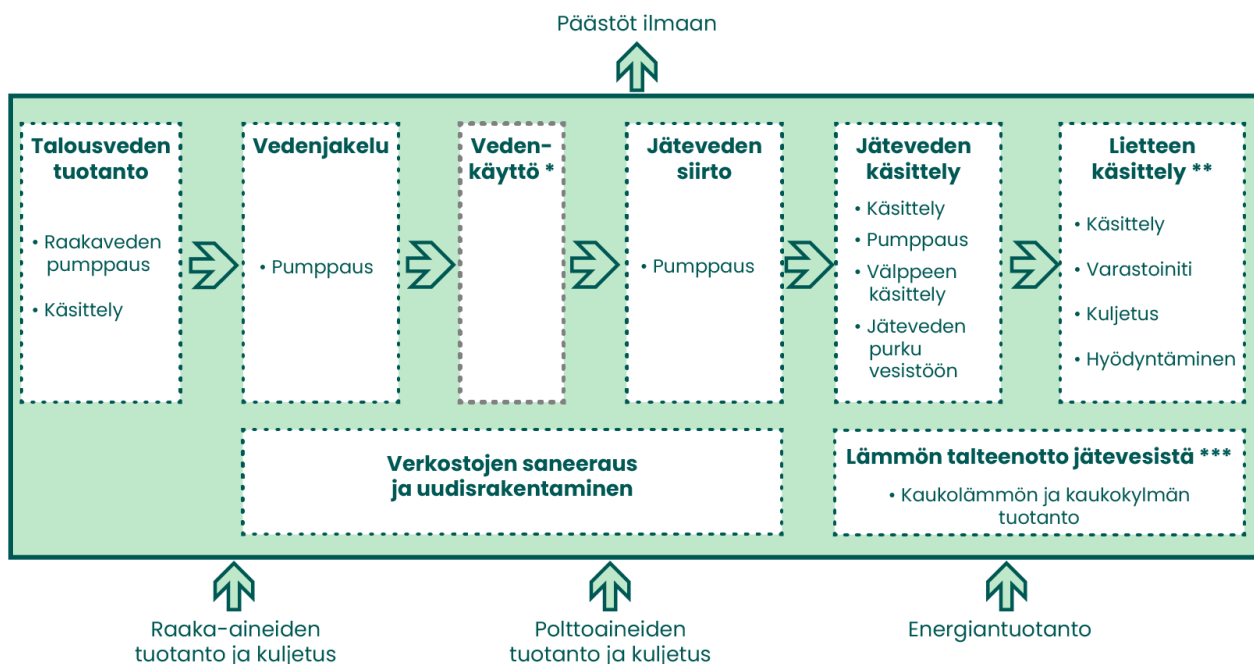 Päästöt ilmaan
Talousveden
tuotanto
• Raakaveden
pumppaus
• Käsittely
Vedenjakelu
• Pumppaus
Veden-
käyttö *
Jäteveden
siirto
• Pumppaus
Jäteveden
käsittely
• Käsittely
• Pumppaus
• Välppeen
käsittely
• Jäteveden
purku
vesistöön
Lietteen
käsittely **
• Käsittely
• Varastoiniti
• Kuljetus
• Hyödyntäminen
Verkostojen saneeraus
ja uudisrakentaminen
Lämmön talteenotto jätevesistä ***
• Kaukolämmön ja kaukokylmän
tuotanto
Raaka-aineiden
tuotanto ja kuljetus
Polttoaineiden
tuotanto ja kuljetus
Energiantuotanto